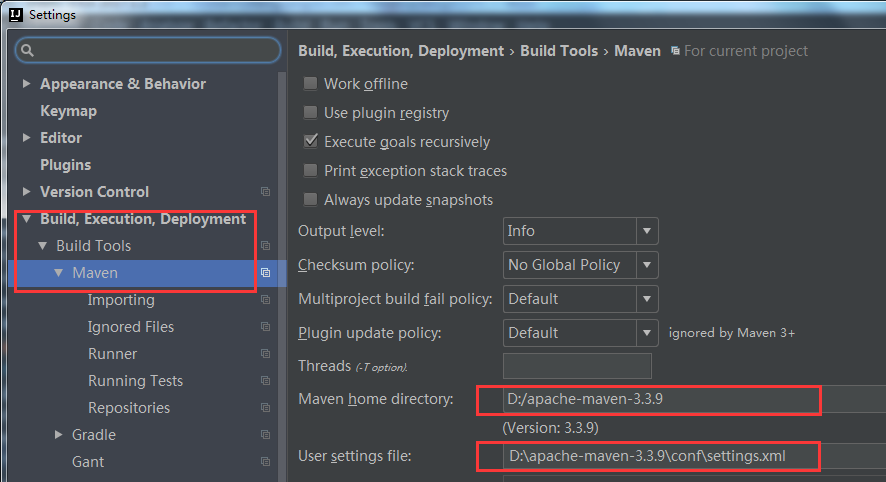 IJ Settings
Appearance & Behavior
Keymap
Editor
Plugins
Version Control
Build, Execution, Deployment
Build Tools
Maven
Importing
Ignored Files
Runner
Running Tests
Repositories
Gradle
Gant
Build, Execution, Deployment › Build Tools › Maven For current project
Work offline
Use plugin registry
Execute goals recursively
Print exception stack traces
Always update snapshots
Output level: Info
Checksum policy: No Global Policy
Multiproject build fail policy: Default
Plugin update policy: Default ignored by Maven 3+
Threads (-T option):
Maven home directory: D:/apache-maven-3.3.9
(Version: 3.3.9)
User settings file: D:\apache-maven-3.3.9\conf\settings.xml